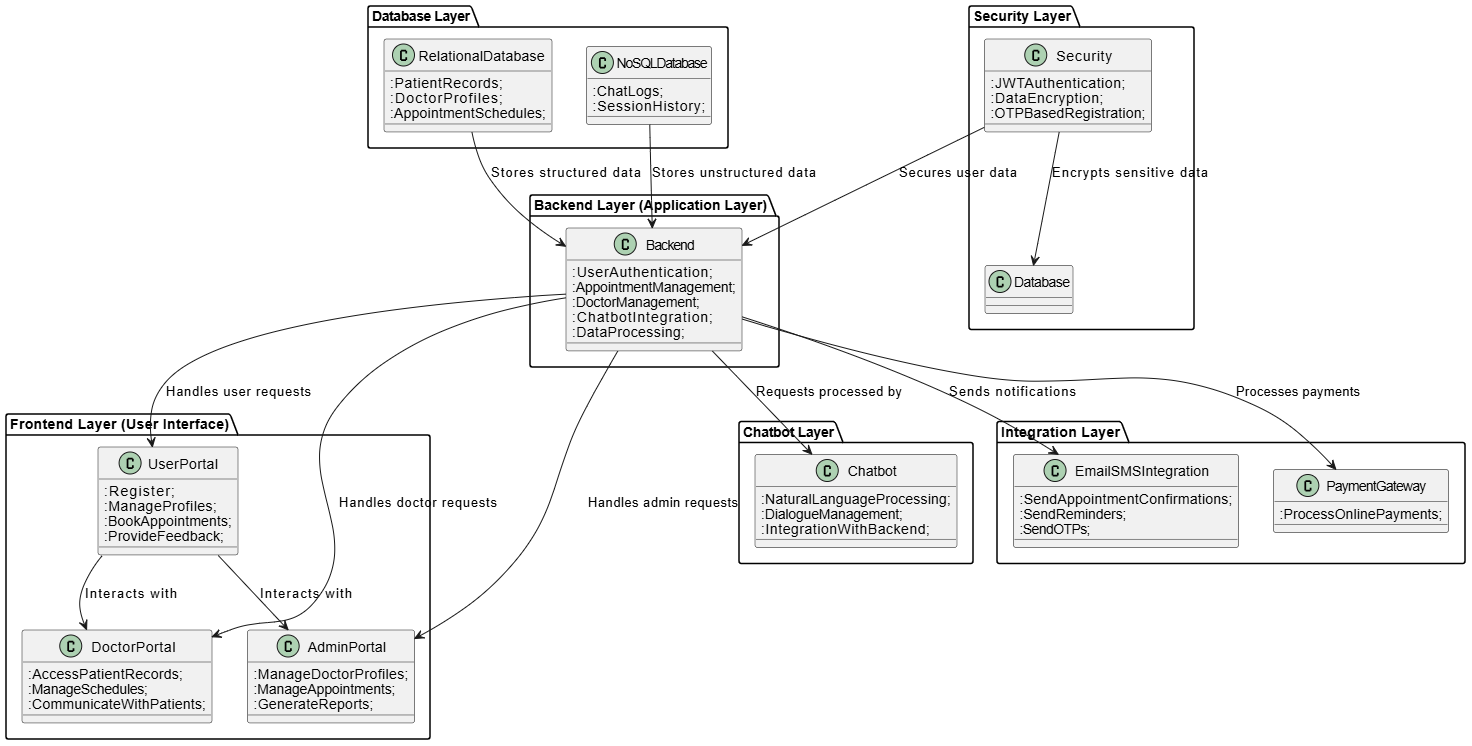 Database Layer
C RelationalDatabase
:PatientRecords;
:DoctorProfiles;
:AppointmentSchedules;
C NoSQLDatabase
:ChatLogs;
:SessionHistory;
Security Layer
C Security
:JWTAuthentication;
:DataEncryption;
:OTPBasedRegistration;
Stores structured data
Stores unstructured data
Secures user data
Encrypts sensitive data
Backend Layer (Application Layer)
C Backend
:UserAuthentication;
:AppointmentManagement;
:DoctorManagement;
:ChatbotIntegration;
:DataProcessing;
C Database
Handles user requests
Requests processed by
Sends notifications
Processes payments
Frontend Layer (User Interface)
C UserPortal
:Register;
:ManageProfiles;
:BookAppointments;
:ProvideFeedback;
Handles doctor requests
Handles admin requests
Chatbot Layer
C Chatbot
:NaturalLanguageProcessing;
:DialogueManagement;
:IntegrationWithBackend;
Integration Layer
C EmailSMSIntegration
:SendAppointmentConfirmations;
:SendReminders;
:SendOTPs;
C PaymentGateway
:ProcessOnlinePayments;
Interacts with
Interacts with
C DoctorPortal
:AccessPatientRecords;
:ManageSchedules;
:CommunicateWithPatients;
C AdminPortal
:ManageDoctorProfiles;
:ManageAppointments;
:GenerateReports;